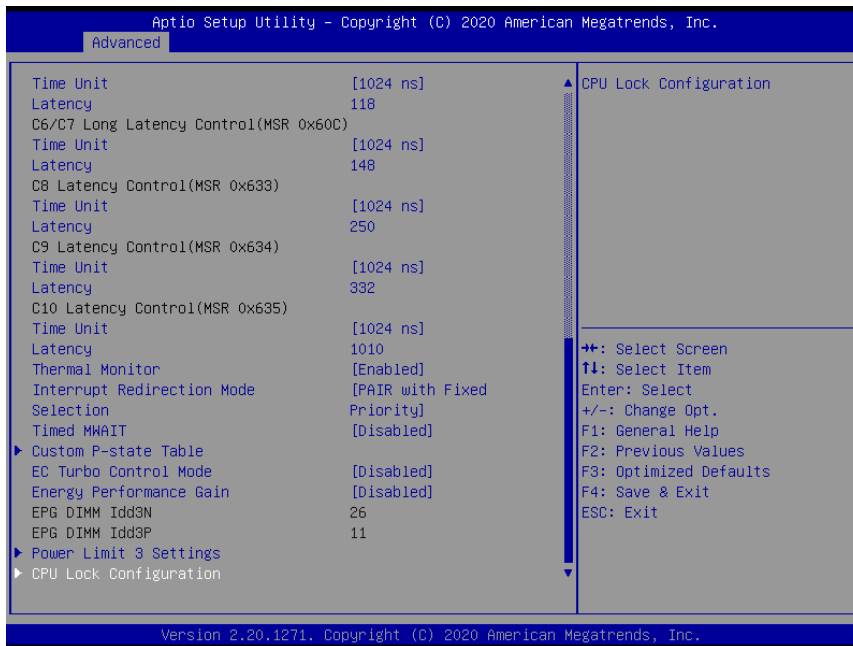 Aptio Setup Utility – Copyright (C) 2020 American Megatrends, Inc.
Advanced
Time Unit [1024 ns]
Latency 118
C6/C7 Long Latency Control(MSR 0x60C)
Time Unit [1024 ns]
Latency 148
C8 Latency Control(MSR 0x633)
Time Unit [1024 ns]
Latency 250
C9 Latency Control(MSR 0x634)
Time Unit [1024 ns]
Latency 332
C10 Latency Control(MSR 0x635)
Time Unit [1024 ns]
Latency 1010
Thermal Monitor [Enabled]
Interrupt Redirection Mode [PAIR with Fixed
Selection Priority]
Timed MWAIT [Disabled]
Custom P-state Table
EC Turbo Control Mode [Disabled]
Energy Performance Gain [Disabled]
EPG DIMM Idd3N 26
EPG DIMM Idd3P 11
Power Limit 3 Settings
CPU Lock Configuration
CPU Lock Configuration
→←: Select Screen
↑↓: Select Item
Enter: Select
+/-: Change Opt.
F1: General Help
F2: Previous Values
F3: Optimized Defaults
F4: Save & Exit
ESC: Exit
Version 2.20.1271. Copyright (C) 2020 American Megatrends, Inc.